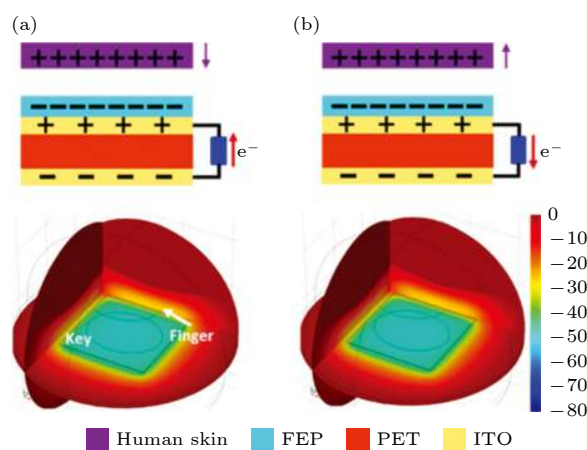 (a) (b)
+ + + + + + + + + + + + + + + +
− − − − − − − − − − − − − − − −
+ + + + + + + +
e⁻ e⁻
− − − − − − − −
Key Finger
0
−10
−20
−30
−40
−50
−60
−70
−80
Human skin FEP PET ITO